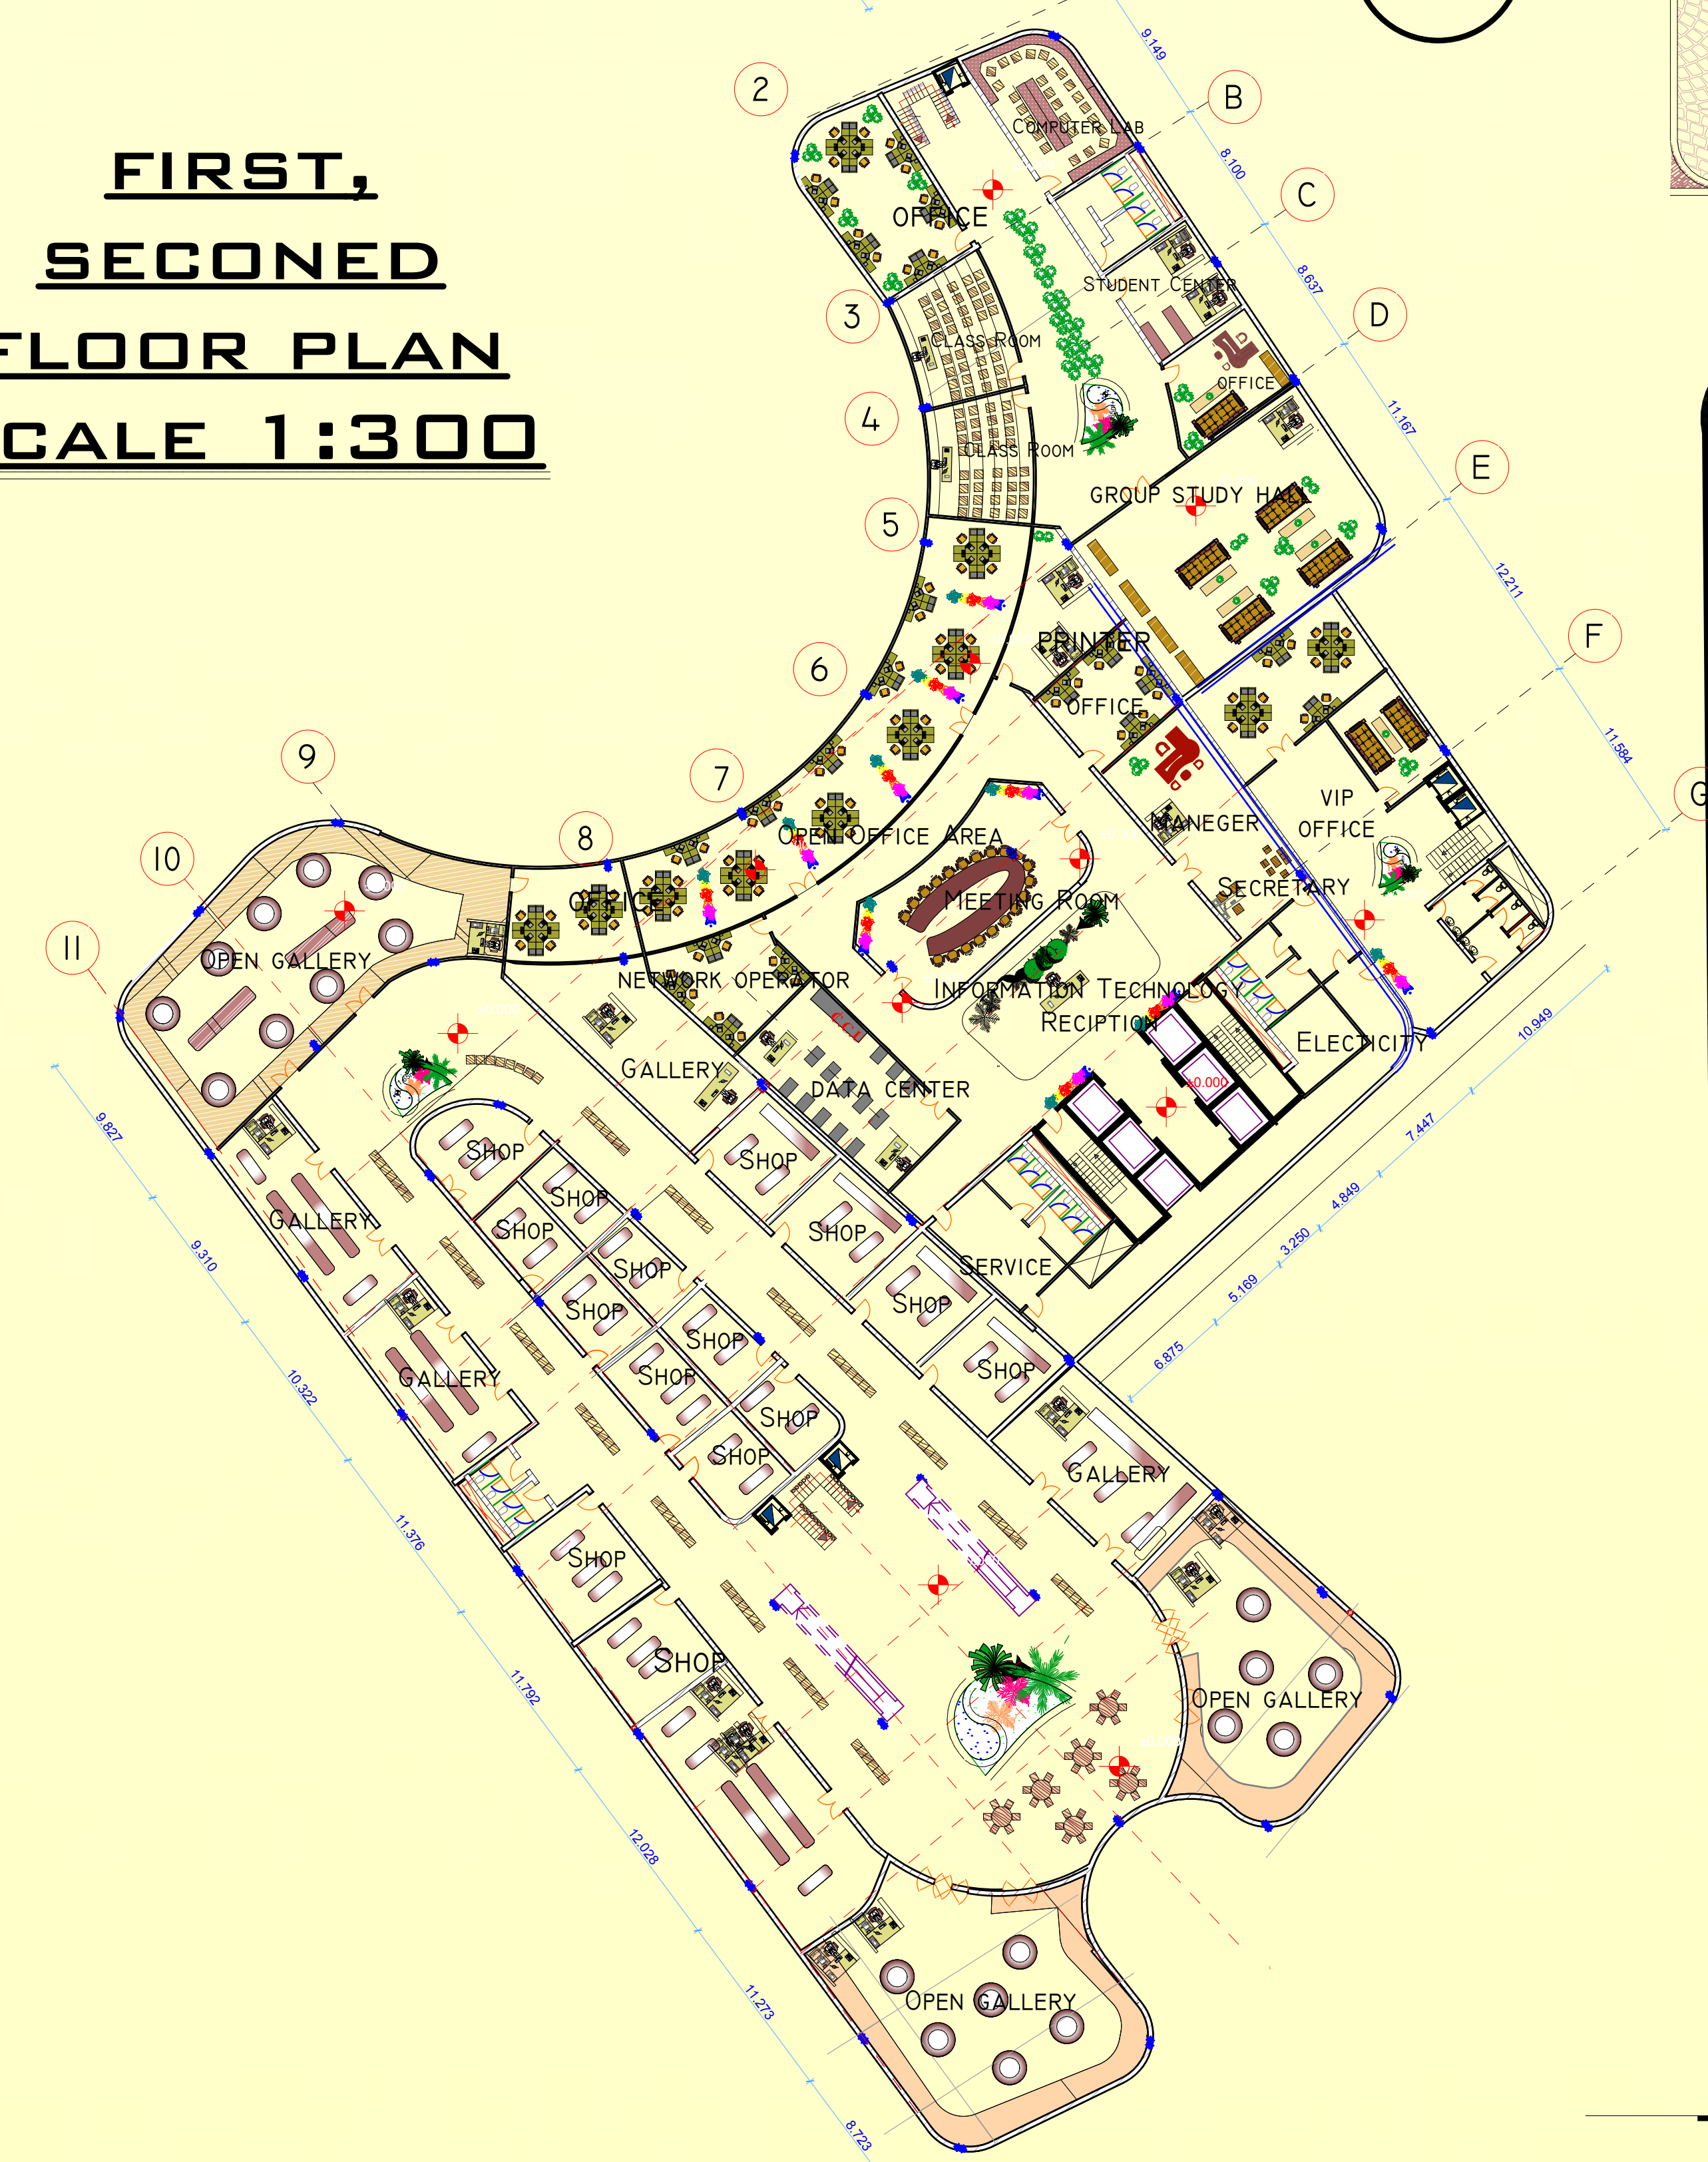 FIRST,
SECONED
FLOOR PLAN
CALE 1:300
2
3
4
5
6
7
8
9
10
11
B
C
D
E
F
G
9.149
8.100
8.637
11.167
12.211
11.584
10.949
7.447
4.849
3.250
5.169
6.875
9.827
9.310
10.322
11.376
11.792
12.028
11.273
8.723
COMPUTER LAB
OFFICE
STUDENT CENTER
CLASS ROOM
OFFICE
CLASS ROOM
GROUP STUDY HALL
PRINTER
OFFICE
VIP
OFFICE
MANEGER
OPEN OFFICE AREA
SECRETARY
MEETING ROOM
OFFICE
OPEN GALLERY
NETWORK OPERATOR
INFORMATION TECHNOLOGY
RECIPTION
ELECTICITY
GALLERY
DATA CENTER
±0.000
SHOP
SHOP
SHOP
SHOP
GALLERY
SHOP
SHOP
SERVICE
SHOP
SHOP
SHOP
SHOP
SHOP
SHOP
GALLERY
SHOP
SHOP
GALLERY
SHOP
SHOP
OPEN GALLERY
OPEN GALLERY